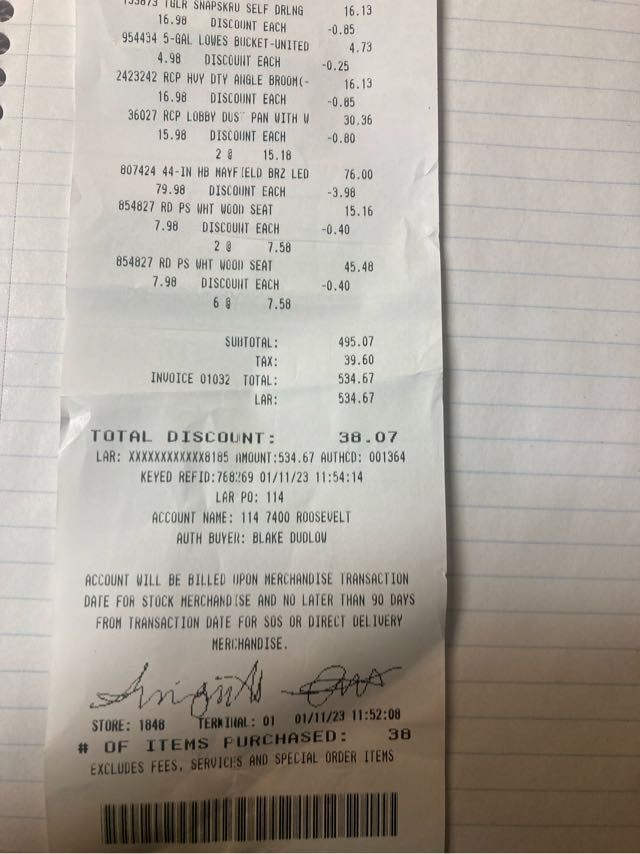 TGLR SNAPSKRU SELF DRLNG 16.13
16.98 DISCOUNT EACH -0.85
954434 5-GAL LOWES BUCKET-UNITED 4.73
4.98 DISCOUNT EACH -0.25
2423242 RCP HVY DTY ANGLE BROOM(- 16.13
16.98 DISCOUNT EACH -0.85
36027 RCP LOBBY DUS PAN WITH W 30.36
15.98 DISCOUNT EACH -0.80
2 @ 15.18
807424 44-IN HB MAYFIELD BRZ LED 76.00
79.98 DISCOUNT EACH -3.98
854827 RD PS WHT WOOD SEAT 15.16
7.98 DISCOUNT EACH -0.40
2 @ 7.58
854827 RD PS WHT WOOD SEAT 45.48
7.98 DISCOUNT EACH -0.40
6 @ 7.58
SUBTOTAL: 495.07
TAX: 39.60
INVOICE 01032 TOTAL: 534.67
LAR: 534.67
TOTAL DISCOUNT: 38.07
LAR: XXXXXXXXXXXX8185 AMOUNT:534.67 AUTHCD: 001364
KEYED REFID:768269 01/11/23 11:54:14
LAR PO: 114
ACCOUNT NAME: 114 7400 ROOSEVELT
AUTH BUYER: BLAKE DUDLOW
ACCOUNT WILL BE BILLED UPON MERCHANDISE TRANSACTION
DATE FOR STOCK MERCHANDISE AND NO LATER THAN 90 DAYS
FROM TRANSACTION DATE FOR SOS OR DIRECT DELIVERY
MERCHANDISE.
STORE: 1848 TERMINAL: 01 01/11/23 11:52:08
# OF ITEMS PURCHASED: 38
EXCLUDES FEES, SERVICES AND SPECIAL ORDER ITEMS